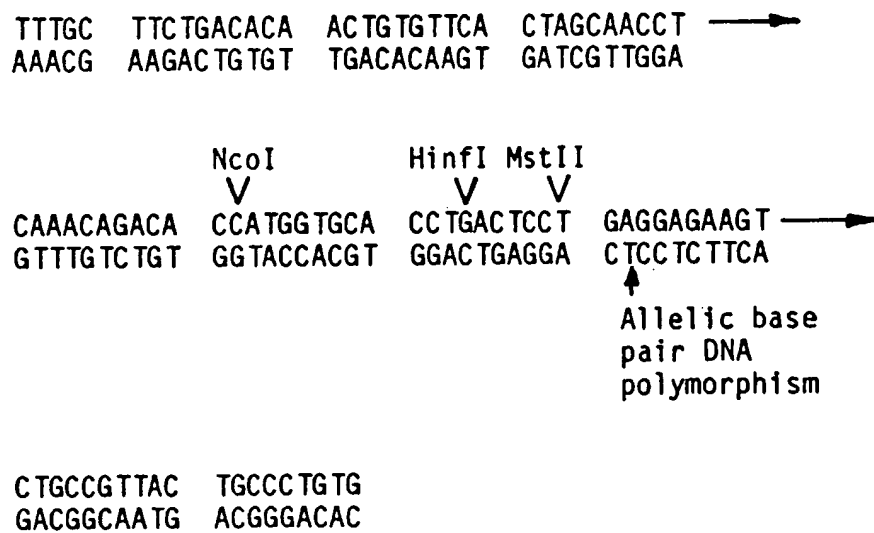 TTTGC TTCTGACACA ACTGTGTTCA CTAGCAACCT
AAACG AAGACTGTGT TGACACAAGT GATCGTTGGA
NcoI HinfI MstII
CAAACAGACA CCATGGTGCA CCTGACTCCT GAGGAGAAGT
GTTTGTCTGT GGTACCACGT GGACTGAGGA CTCCTCTTCA
Allelic base
pair DNA
polymorphism
CTGCCGTTAC TGCCCTGTG
GACGGCAATG ACGGGACAC